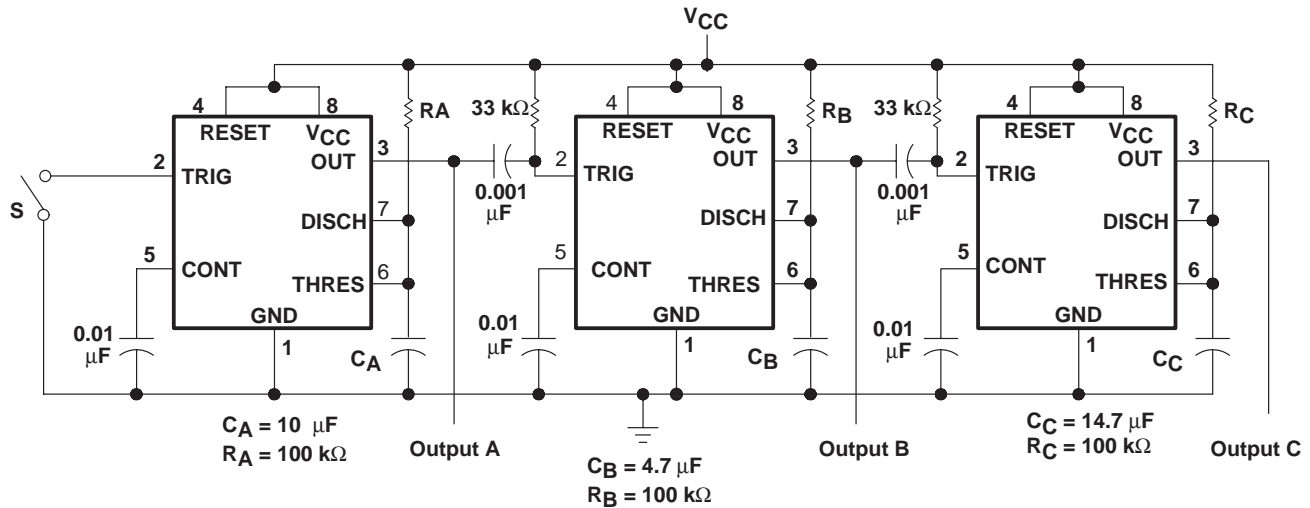 VCC
4
8
RA
33 kΩ
4
8
RB
33 kΩ
4
8
RC
RESET
VCC
RESET
VCC
RESET
VCC
2
TRIG
OUT
3
2
TRIG
OUT
3
2
TRIG
OUT
3
S
0.001
μF
0.001
μF
DISCH
7
DISCH
7
DISCH
7
5
CONT
5
CONT
5
CONT
THRES
6
THRES
6
THRES
6
GND
GND
GND
0.01
μF
1
CA
0.01
μF
1
CB
0.01
μF
1
CC
CA = 10 μF
RA = 100 kΩ
Output A
CB = 4.7 μF
RB = 100 kΩ
Output B
CC = 14.7 μF
RC = 100 kΩ
Output C